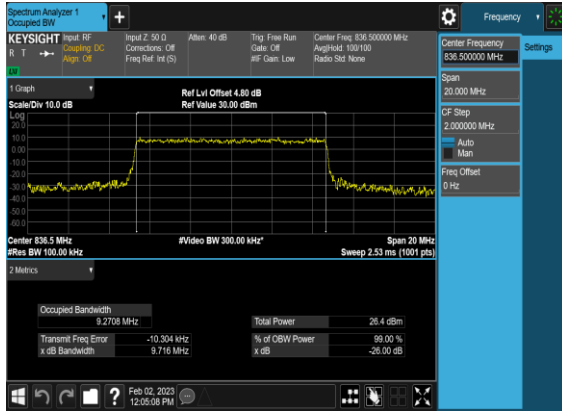 Spectrum Analyzer 1
Occupied BW
+
Frequency
KEYSIGHT
R T
LV
Input: RF
Coupling: DC
Align: Off
Input Z: 50 Ω
Corrections: Off
Freq Ref: Int (S)
Atten: 40 dB
Trig: Free Run
Gate: Off
#IF Gain: Low
Center Freq: 836.500000 MHz
Avg|Hold: 100/100
Radio Std: None
Center Frequency
836.500000 MHz
Settings
Span
20.000 MHz
CF Step
2.000000 MHz
Auto
Man
Freq Offset
0 Hz
1 Graph
Scale/Div 10.0 dB
Ref Lvl Offset 4.80 dB
Ref Value 30.00 dBm
Log
20.0
10.0
0.00
-10.0
-20.0
-30.0
-40.0
-50.0
-60.0
Center 836.5 MHz
#Video BW 300.00 kHz*
Span 20 MHz
#Res BW 100.00 kHz
Sweep 2.53 ms (1001 pts)
2 Metrics
Occupied Bandwidth
9.2708 MHz
Total Power 26.4 dBm
Transmit Freq Error -10.304 kHz
% of OBW Power 99.00 %
x dB Bandwidth 9.716 MHz
x dB -26.00 dB
?
Feb 02, 2023
12:05:08 PM